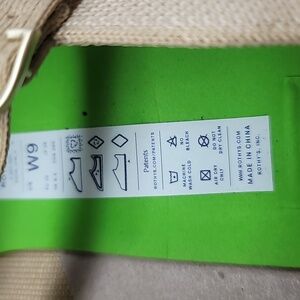 W9
Patents
ROTHYS.COM/PATENTS
MACHINE
WASH COLD
NO
BLEACH
AIR DRY
ONLY
DO NOT
DRY CLEAN
WWW.ROTHYS.COM
MADE IN CHINA
ROTHY'S, INC.